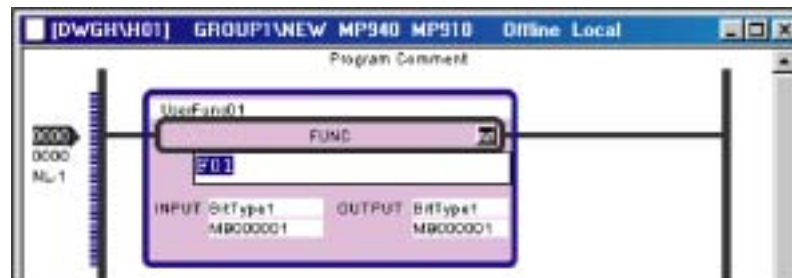 [DWGH\H01] GROUP1\NEW MP940 MP910 Offline Local
Program Comment
UserFunc01
FUNC
0000
F01
0000
NL-1
INPUT BitType1 OUTPUT BitType1
MB000001 MB000001